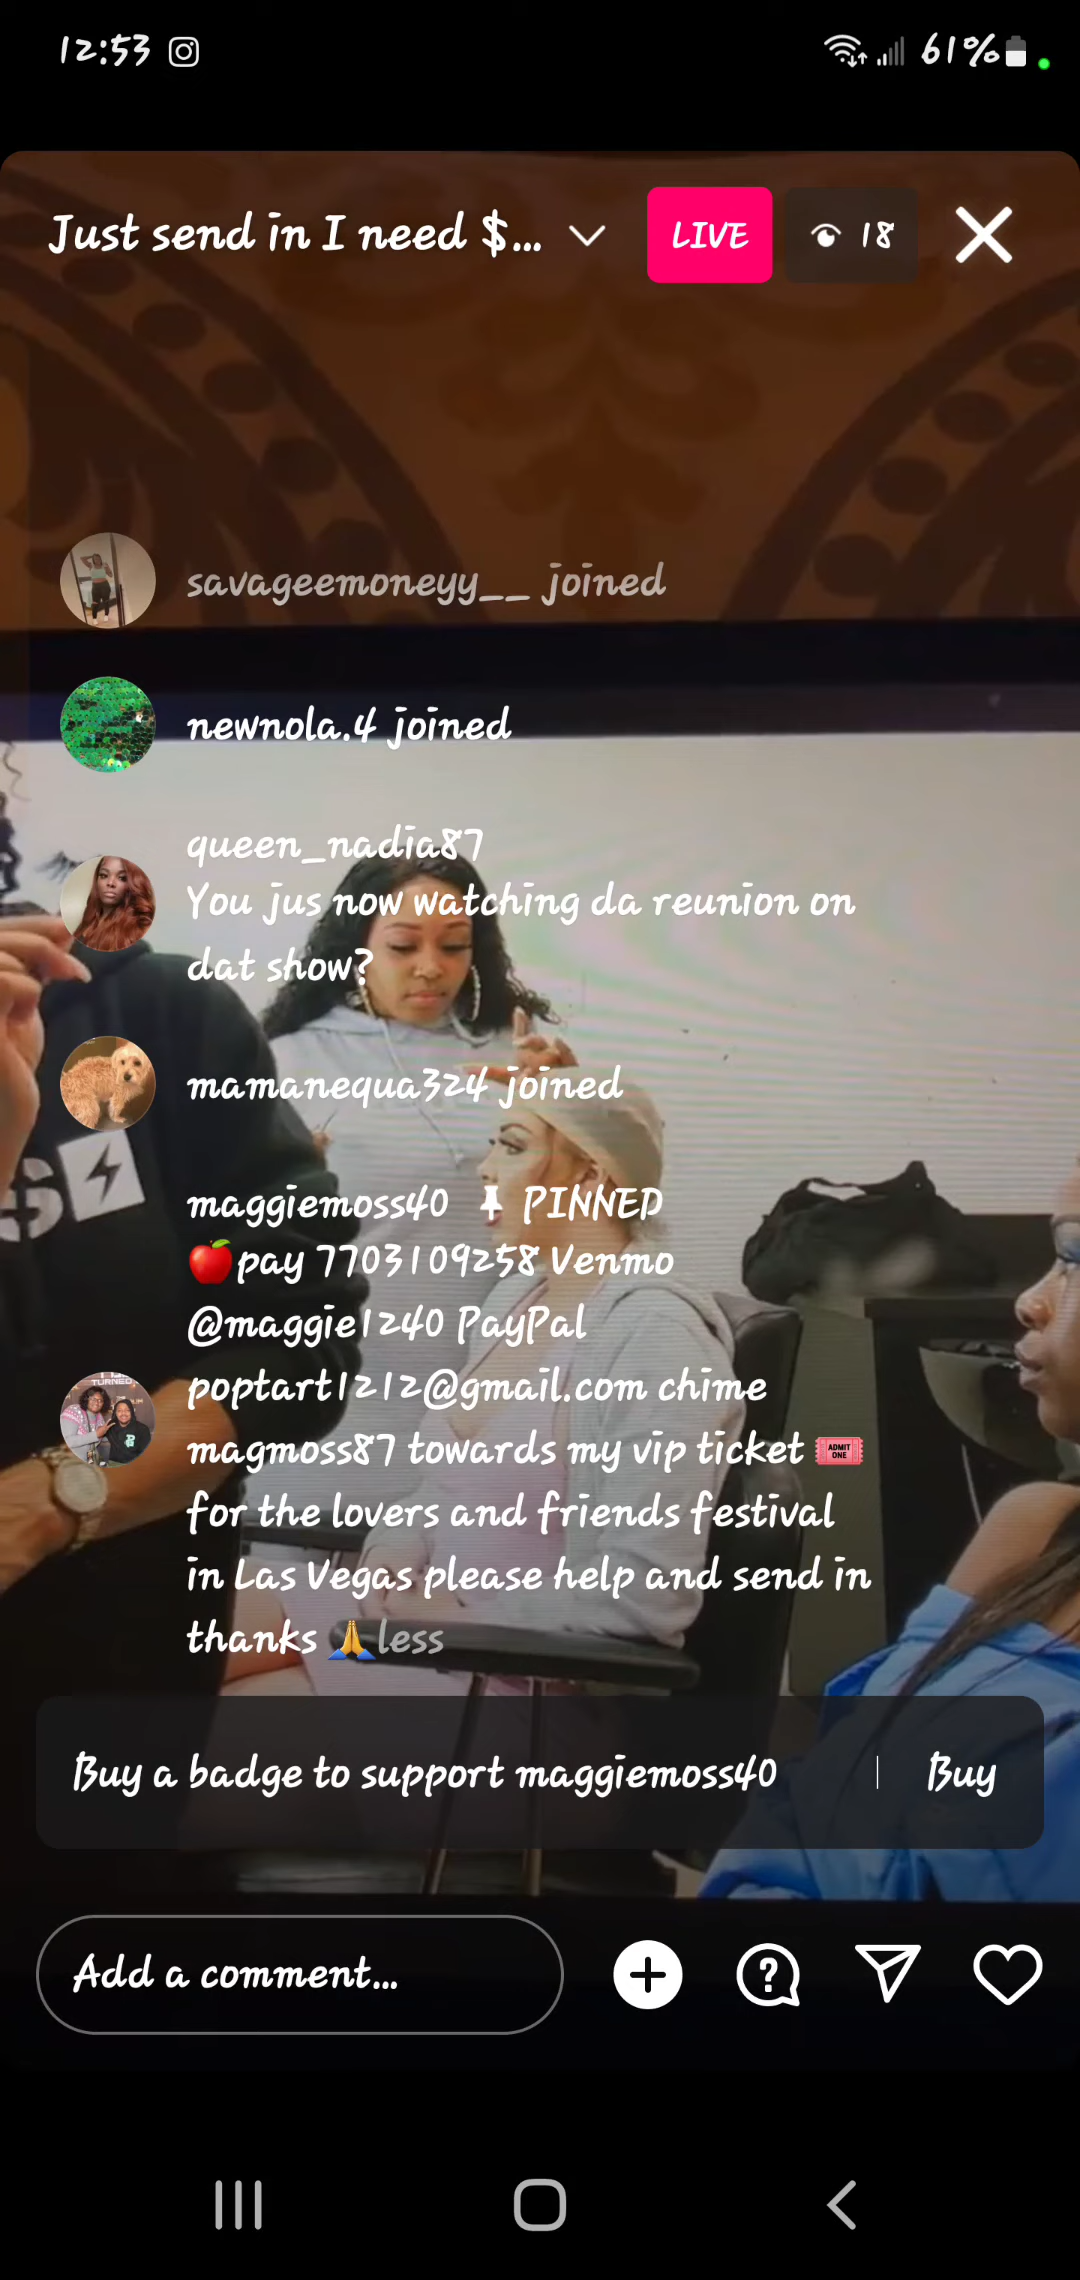 12:53
61%
Just send in I need $...
LIVE
18
savageemoneyy__ joined
newnola.4 joined
queen_nadia87
You jus now watching da reunion on
dat show?
mamanequa324 joined
maggiemoss40 📌 PINNED
🍎pay 7703109258 Venmo
@maggie1240 PayPal
poptart1212@gmail.com chime
magmoss87 towards my vip ticket 🎟️
for the lovers and friends festival
in Las Vegas please help and send in
thanks 🙏less
Buy a badge to support maggiemoss40 | Buy
Add a comment...